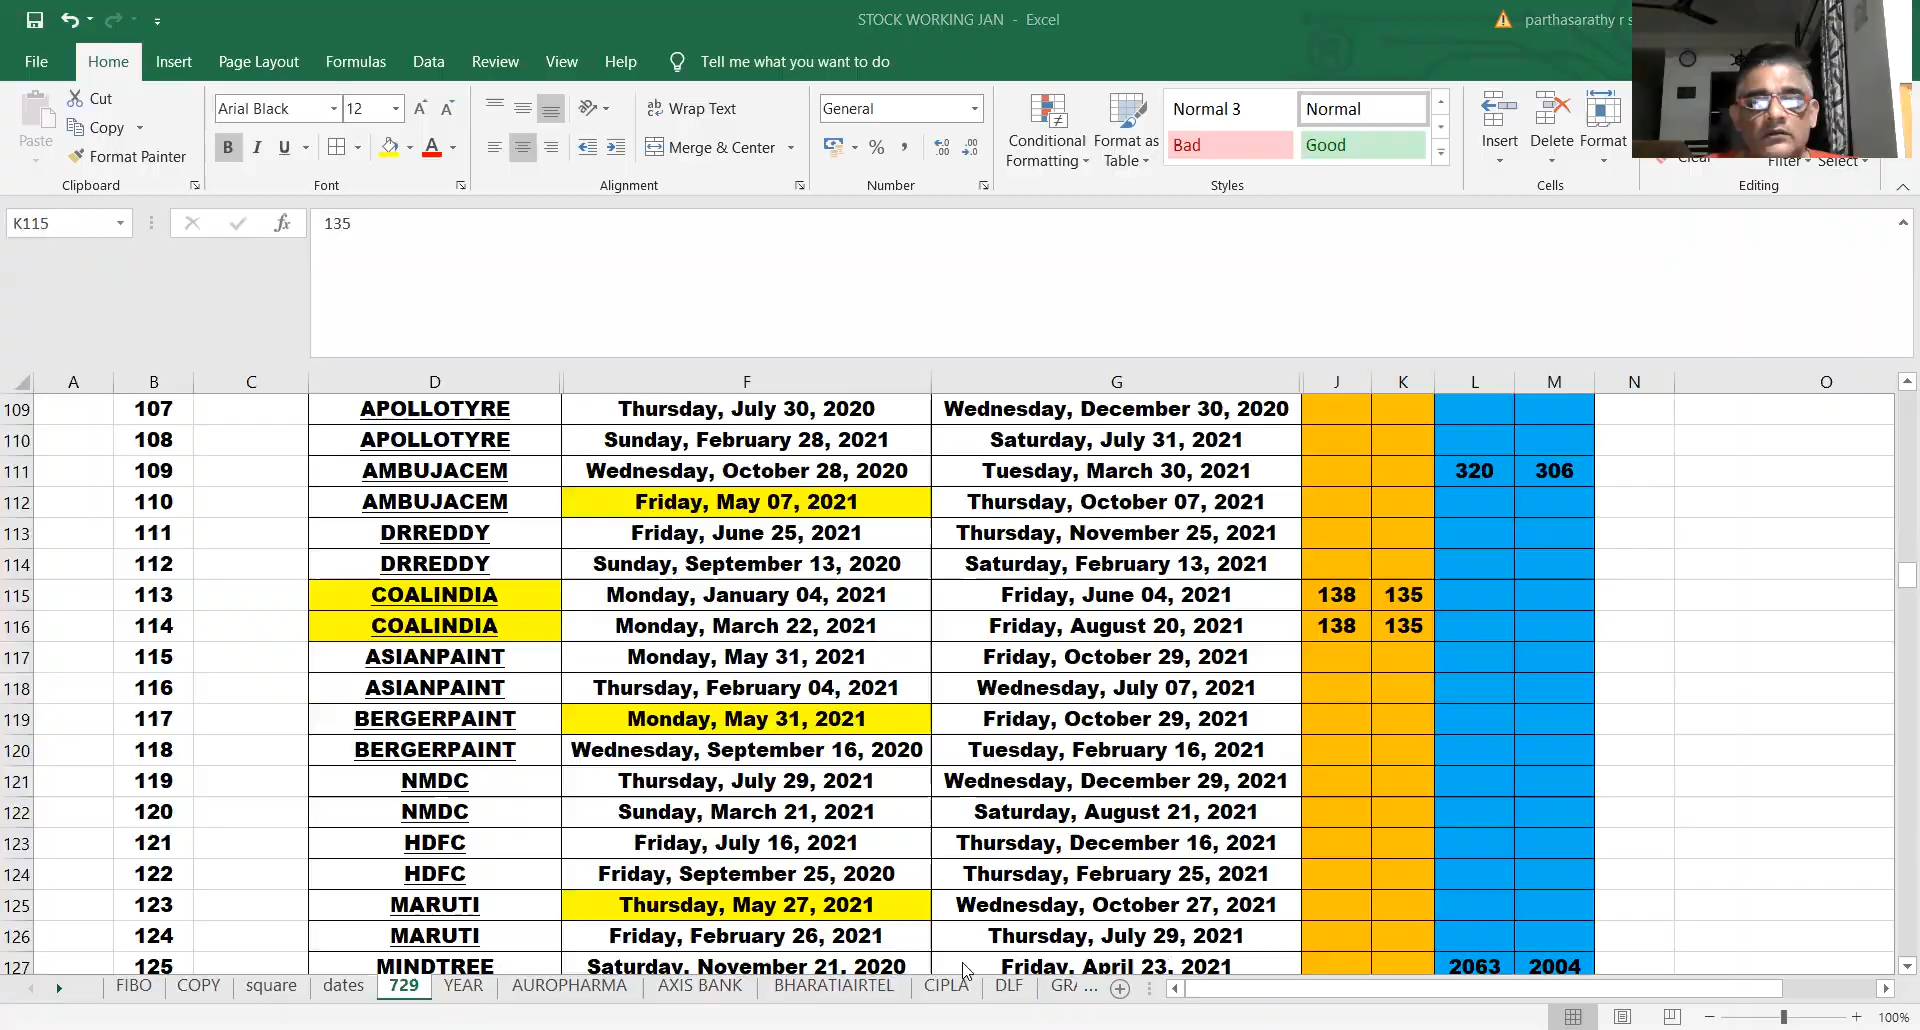 STOCK WORKING JAN - Excel
parthasarathy r s
File Home Insert Page Layout Formulas Data Review View Help Tell me what you want to do
Paste
Cut
Copy
Format Painter
Clipboard
Arial Black 12
B I U
Font
Wrap Text
Merge & Center
Alignment
General
Number
Conditional Formatting
Format as Table
Normal 3 Normal
Bad Good
Styles
Insert Delete Format
Cells
Clear
Filter Select
Editing
K115 fx 135
A B C D F G J K L M N O
109 107 APOLLOTYRE Thursday, July 30, 2020 Wednesday, December 30, 2020
110 108 APOLLOTYRE Sunday, February 28, 2021 Saturday, July 31, 2021
111 109 AMBUJACEM Wednesday, October 28, 2020 Tuesday, March 30, 2021 320 306
112 110 AMBUJACEM Friday, May 07, 2021 Thursday, October 07, 2021
113 111 DRREDDY Friday, June 25, 2021 Thursday, November 25, 2021
114 112 DRREDDY Sunday, September 13, 2020 Saturday, February 13, 2021
115 113 COALINDIA Monday, January 04, 2021 Friday, June 04, 2021 138 135
116 114 COALINDIA Monday, March 22, 2021 Friday, August 20, 2021 138 135
117 115 ASIANPAINT Monday, May 31, 2021 Friday, October 29, 2021
118 116 ASIANPAINT Thursday, February 04, 2021 Wednesday, July 07, 2021
119 117 BERGERPAINT Monday, May 31, 2021 Friday, October 29, 2021
120 118 BERGERPAINT Wednesday, September 16, 2020 Tuesday, February 16, 2021
121 119 NMDC Thursday, July 29, 2021 Wednesday, December 29, 2021
122 120 NMDC Sunday, March 21, 2021 Saturday, August 21, 2021
123 121 HDFC Friday, July 16, 2021 Thursday, December 16, 2021
124 122 HDFC Friday, September 25, 2020 Thursday, February 25, 2021
125 123 MARUTI Thursday, May 27, 2021 Wednesday, October 27, 2021
126 124 MARUTI Friday, February 26, 2021 Thursday, July 29, 2021
127 125 MINDTREE Saturday, November 21, 2020 Friday, April 23, 2021 2063 2004
FIBO COPY square dates 729 YEAR AUROPHARMA AXIS BANK BHARATIAIRTEL CIPLA DLF GRA ...
100%